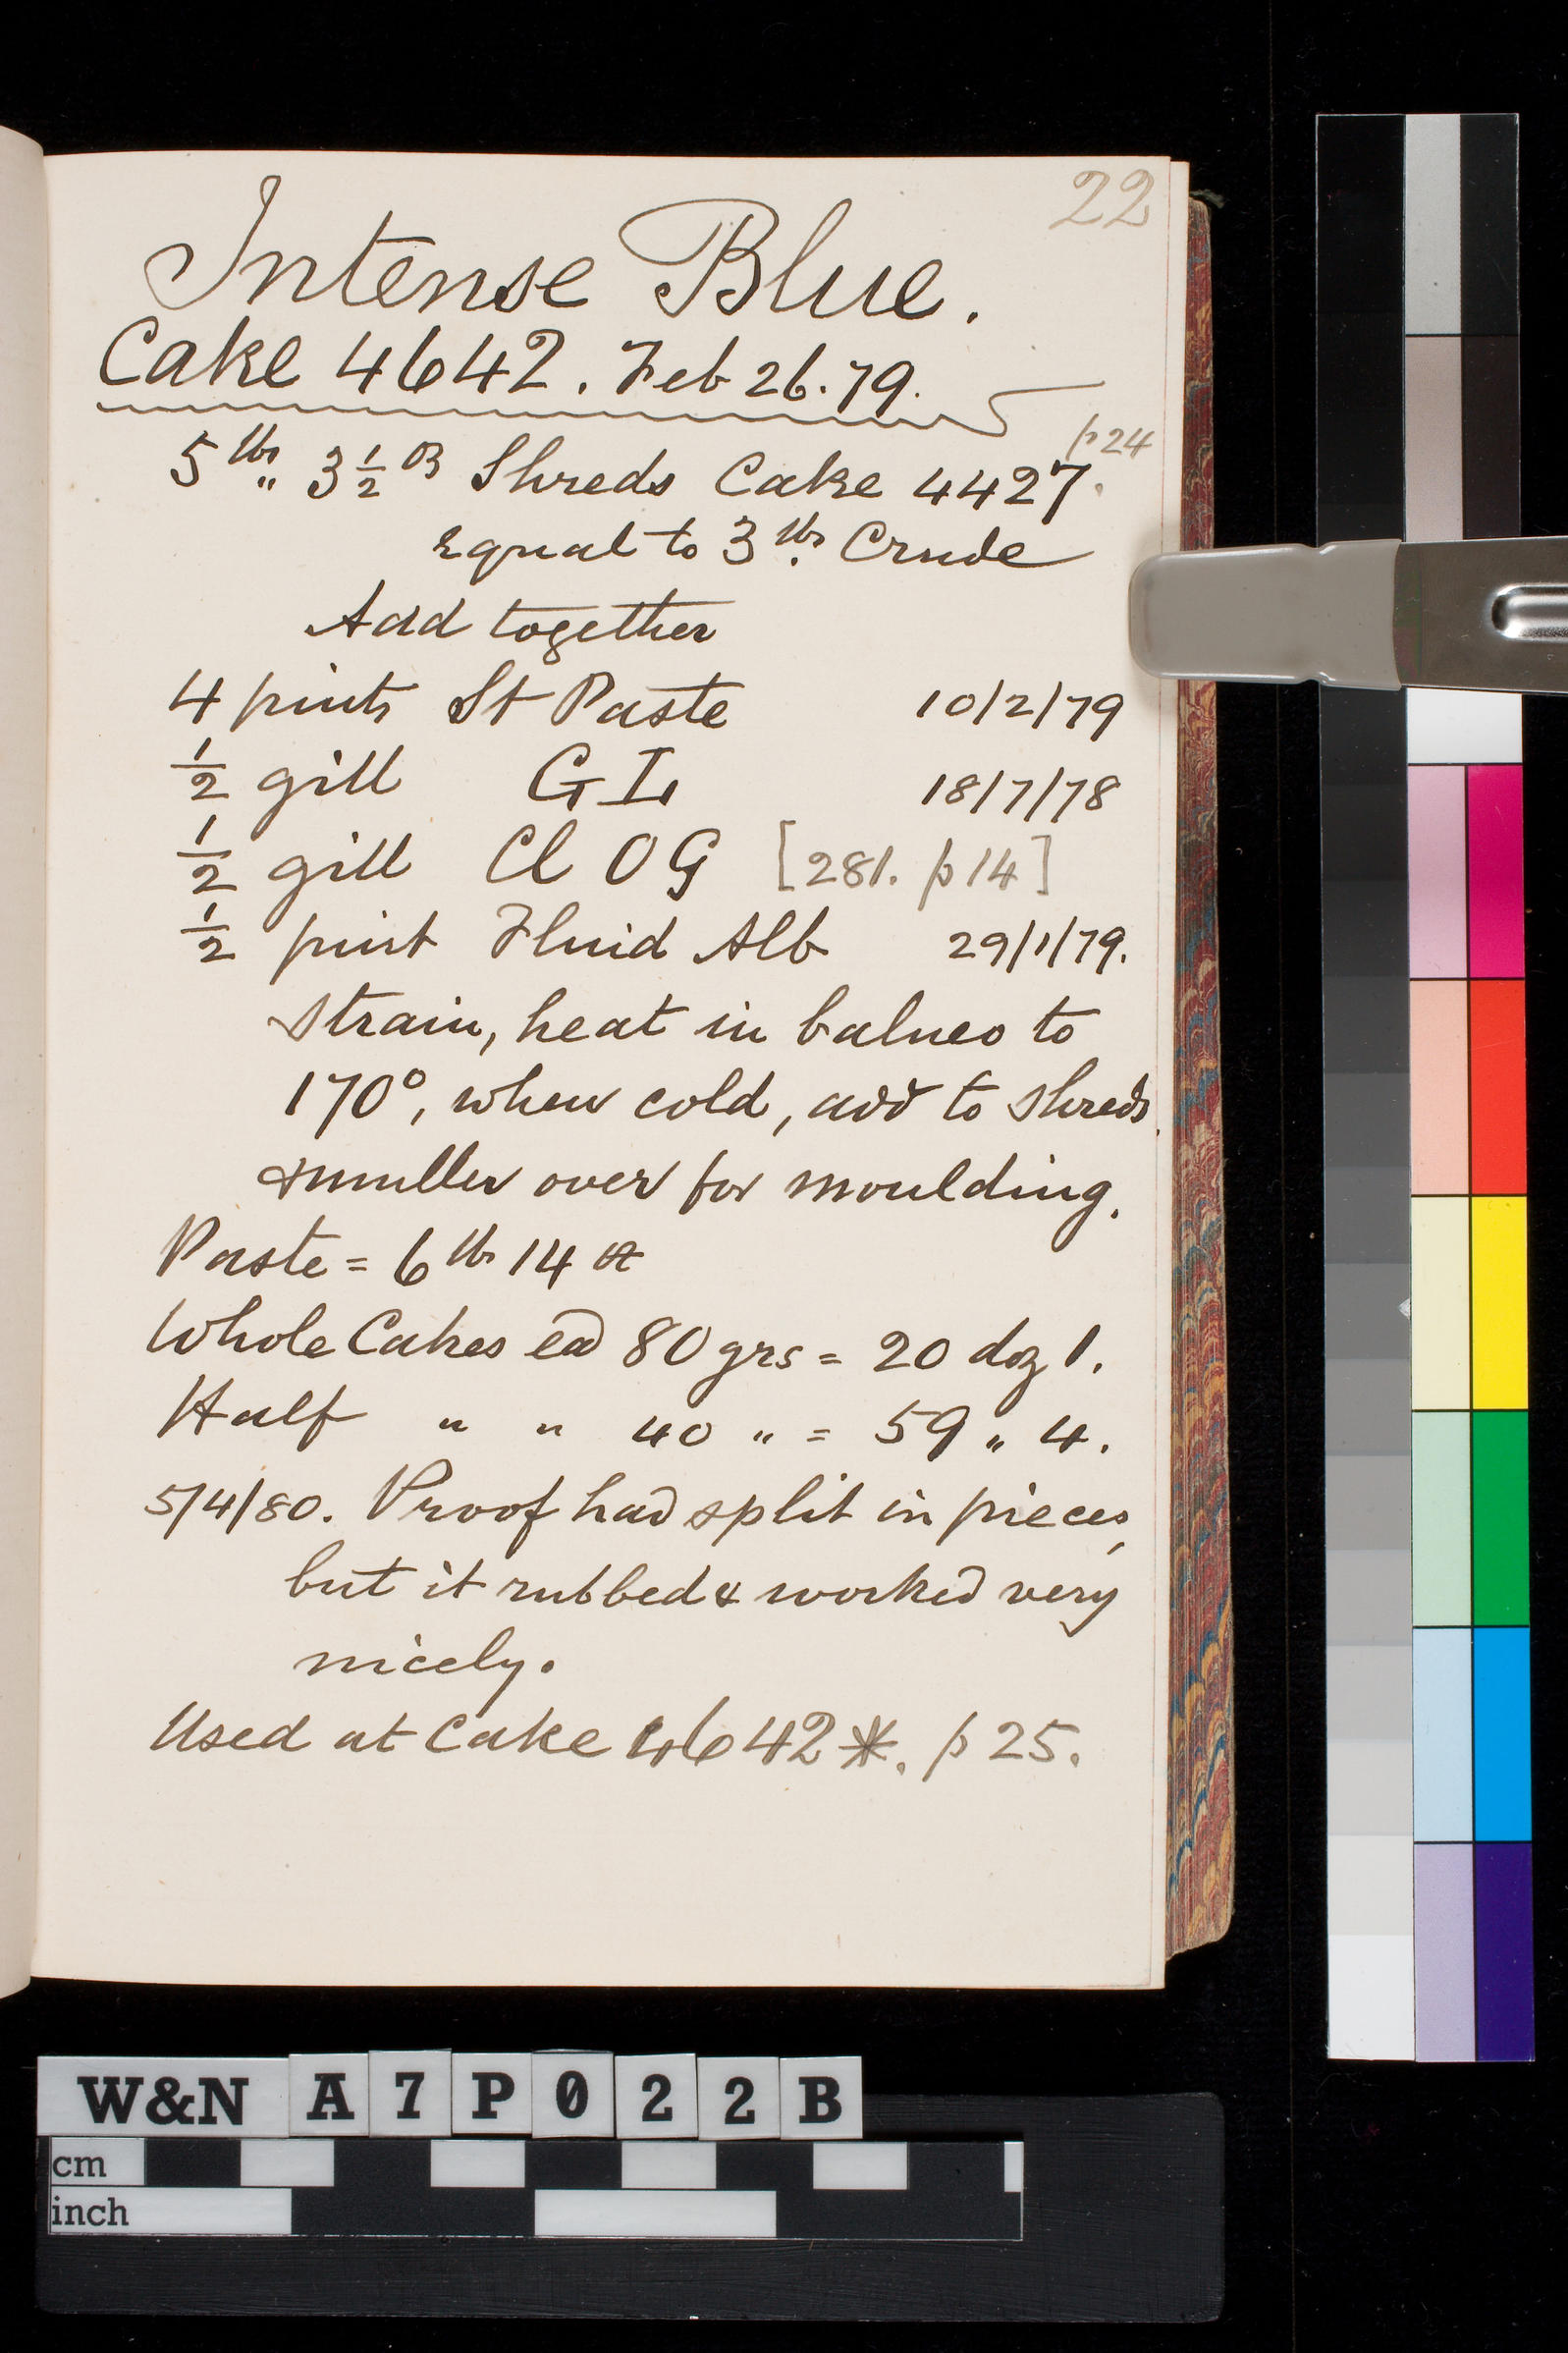 22
Intense Blue.
Cake 4642. Feb 26.79.
p24
5 lbs „ 3 1/2 oz Shreds Cake 4427.
equal to 3 lbs. Crude
Add together
4 pints St Paste 10/2/79
1/2 gill G I, 18/7/78
1/2 gill Cl O G [281. p 14]
1/2 pint Fluid Alb 29/1/79.
strain, heat in balneo to
170°, when cold, add to shreds.
& muller over for moulding.
Paste = 6 lb 14 oz
Whole Cakes ea 80 grs = 20 doz 1.
Half " " 40 " = 59 „ 4.
5/4/80. Proof had split in pieces,
but it rubbed & worked very
nicely.
Used at Cake 4642*. p 25.
W&N A 7 P 0 2 2 B
cm
inch